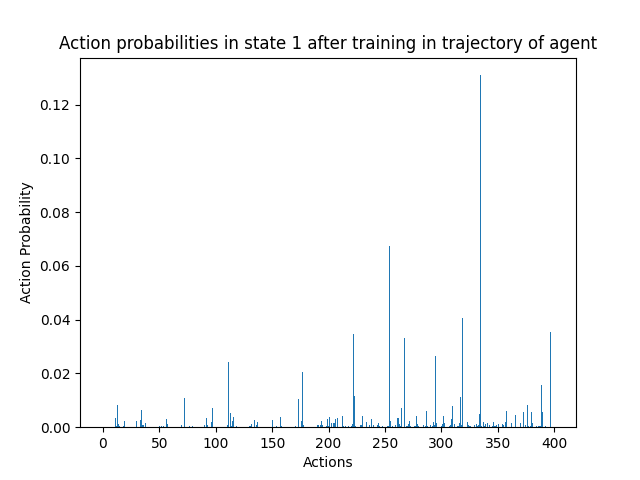 Action probabilities in state 1 after training in trajectory of agent
0.12
0.10
0.08
0.06
0.04
0.02
0.00
Action Probability
0 50 100 150 200 250 300 350 400
Actions